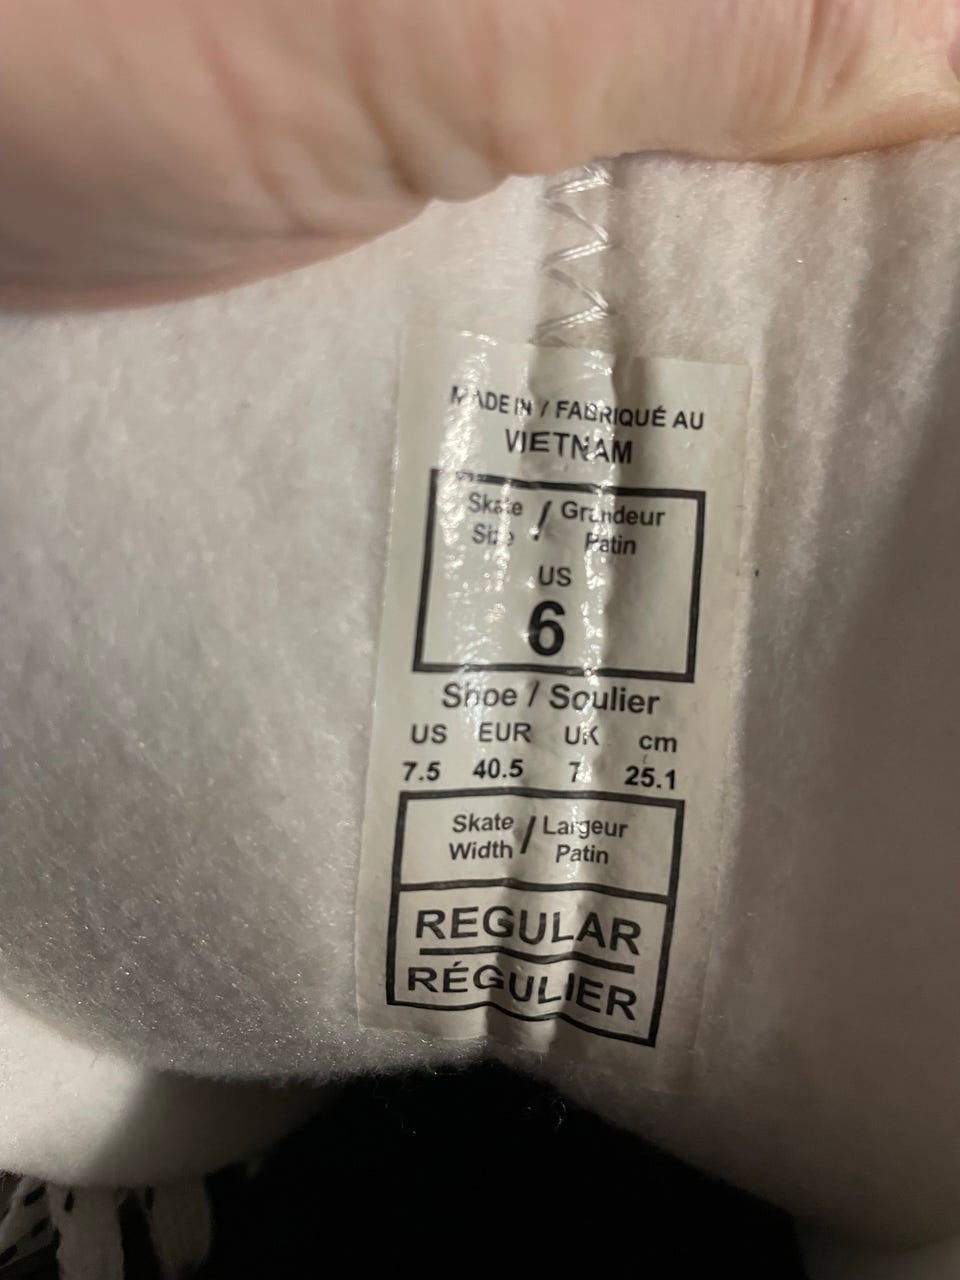 MADE IN / FABRIQUÉ AU
VIETNAM
Skate / Grandeur
Size Patin
US
6
Shoe / Soulier
US EUR UK cm
7.5 40.5 7 25.1
Skate / Largeur
Width Patin
REGULAR
RÉGULIER